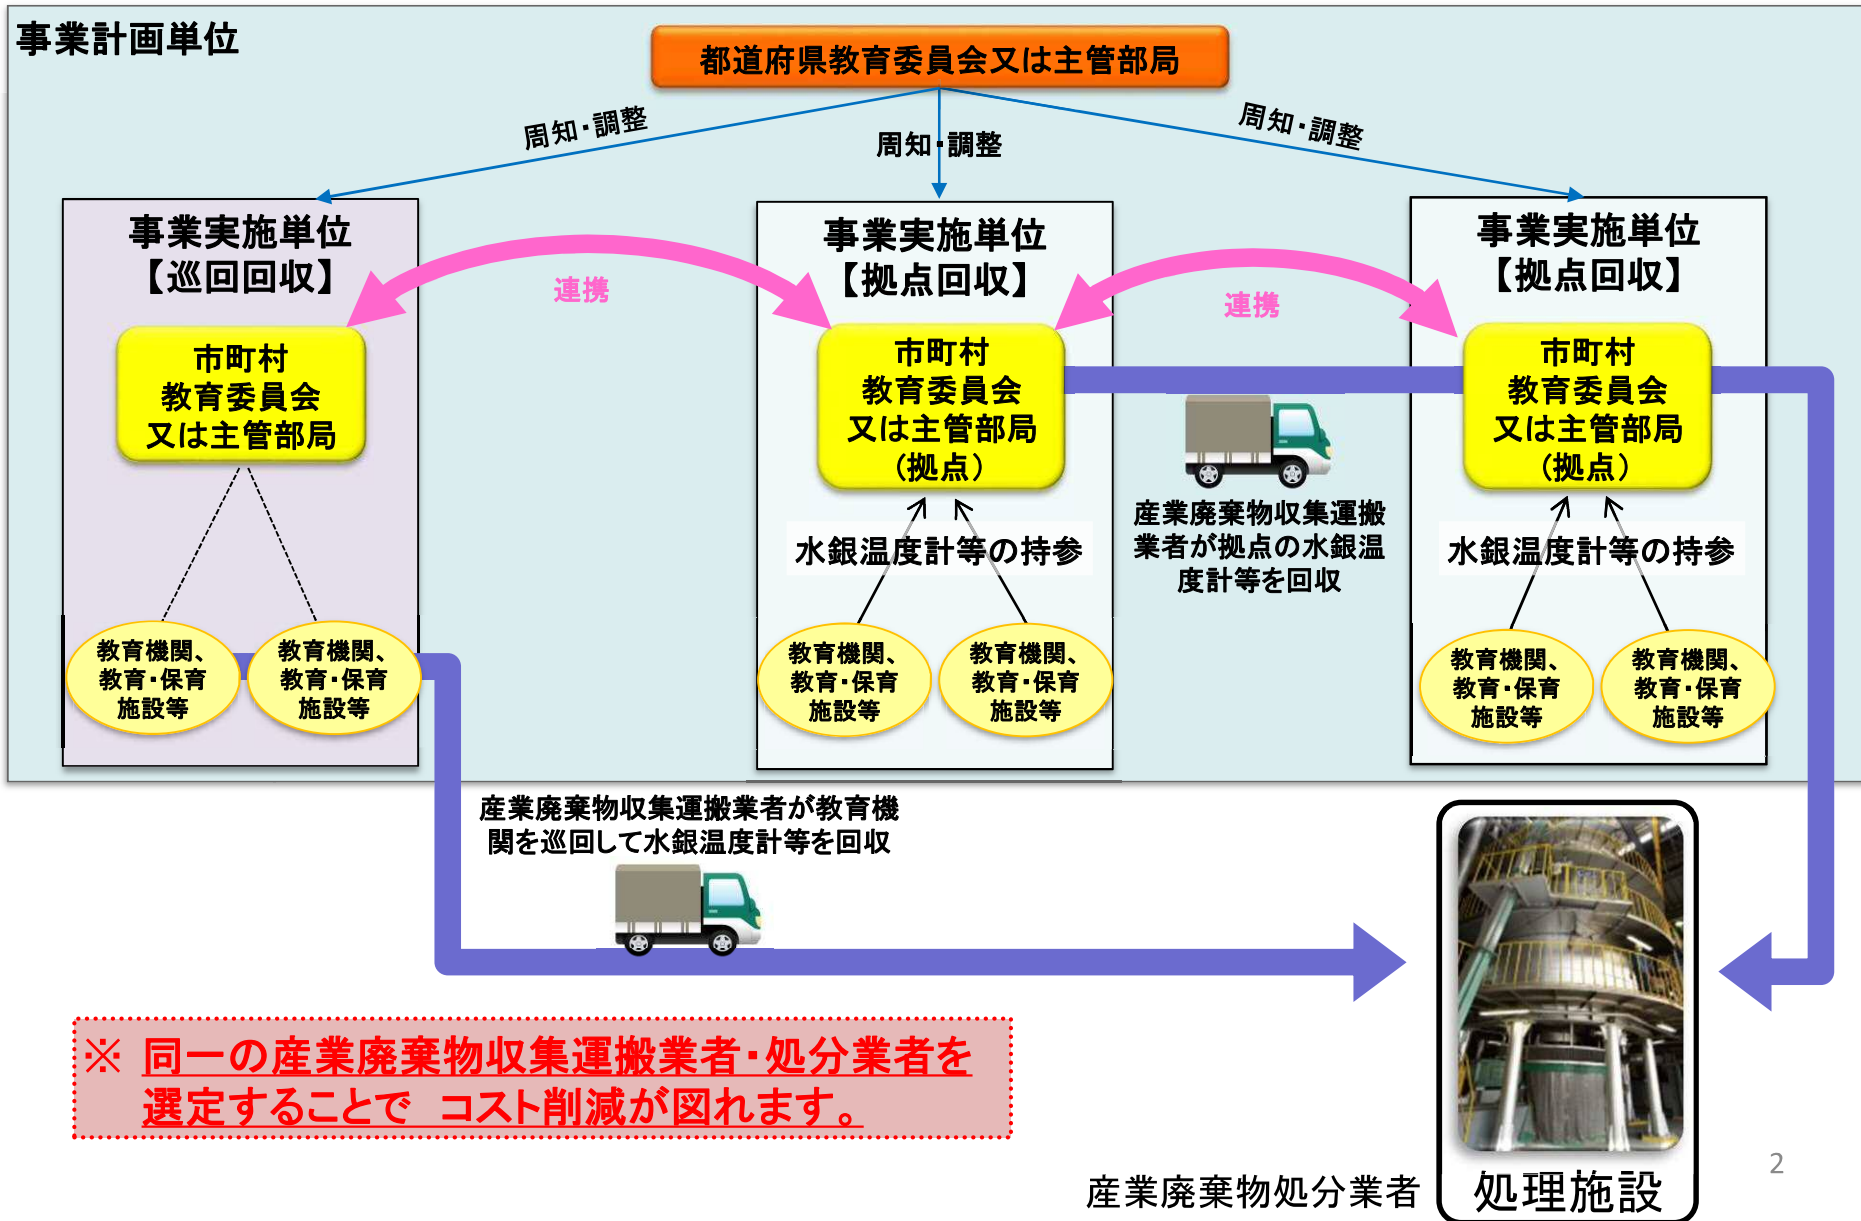 事業計画単位
都道府県教育委員会又は主管部局
周知・調整
周知・調整
周知・調整
事業実施単位
【巡回回収】
連携
市町村
教育委員会
又は主管部局
教育機関、
教育・保育
施設等
教育機関、
教育・保育
施設等
事業実施単位
【拠点回収】
連携
市町村
教育委員会
又は主管部局
（拠点）
水銀温度計等の持参
教育機関、
教育・保育
施設等
教育機関、
教育・保育
施設等
産業廃棄物収集運搬
業者が拠点の水銀温
度計等を回収
事業実施単位
【拠点回収】
市町村
教育委員会
又は主管部局
（拠点）
水銀温度計等の持参
教育機関、
教育・保育
施設等
教育機関、
教育・保育
施設等
産業廃棄物収集運搬業者が教育機
関を巡回して水銀温度計等を回収
※ 同一の産業廃棄物収集運搬業者・処分業者を
選定することで コスト削減が図れます。
産業廃棄物処分業者
処理施設
2